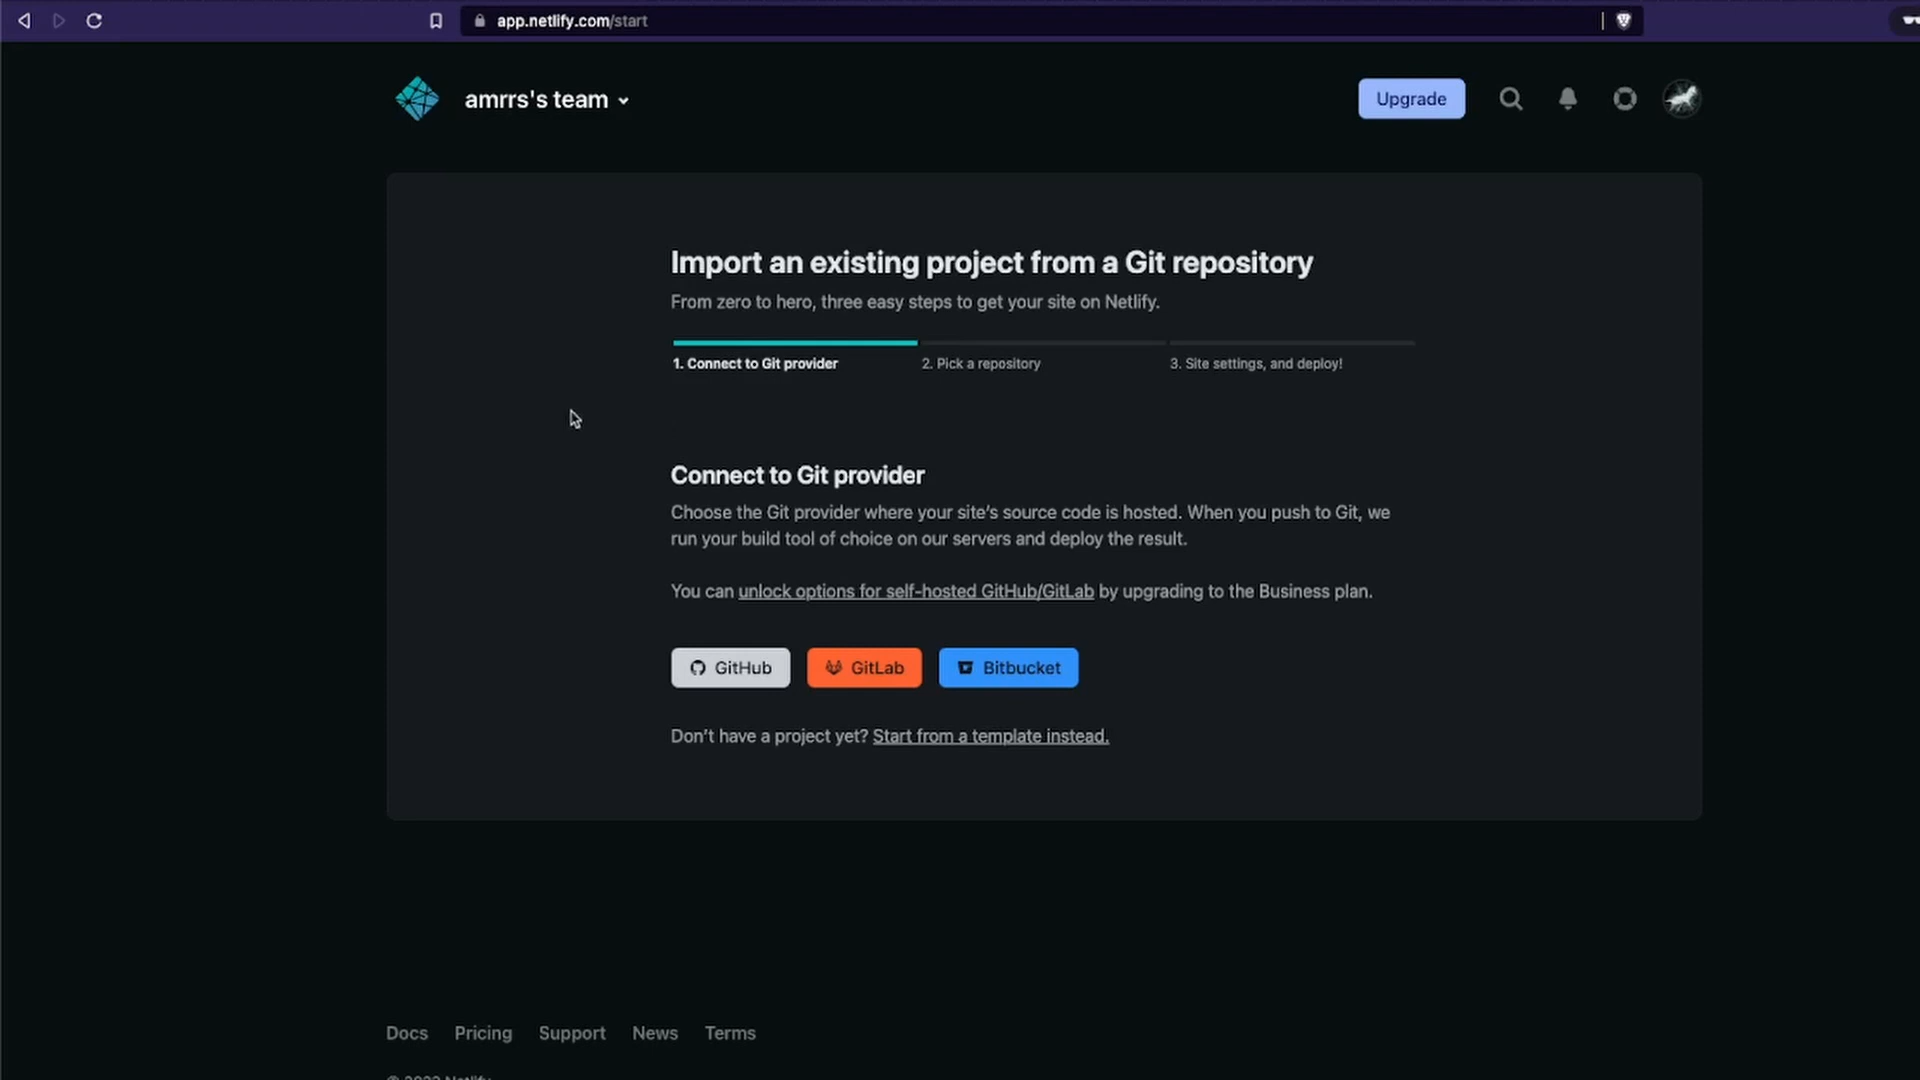 app.netlify.com/start
amrrs's team
Upgrade
Import an existing project from a Git repository
From zero to hero, three easy steps to get your site on Netlify.
1. Connect to Git provider
2. Pick a repository
3. Site settings, and deploy!
Connect to Git provider
Choose the Git provider where your site's source code is hosted. When you push to Git, we
run your build tool of choice on our servers and deploy the result.
You can unlock options for self-hosted GitHub/GitLab by upgrading to the Business plan.
GitHub
GitLab
Bitbucket
Don't have a project yet? Start from a template instead.
Docs
Pricing
Support
News
Terms